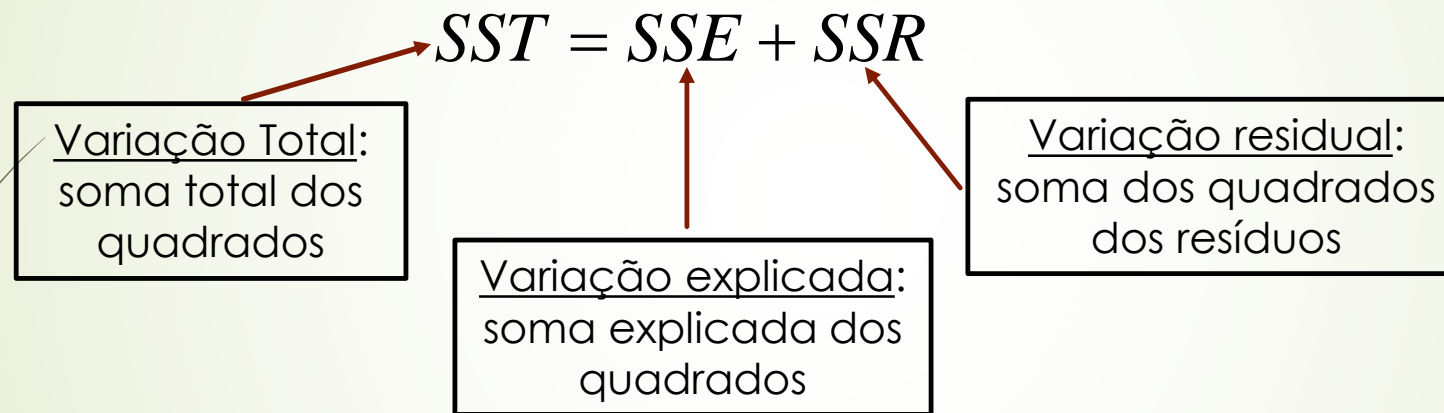 SST = SSE + SSR
Variação Total:
soma total dos
quadrados
Variação explicada:
soma explicada dos
quadrados
Variação residual:
soma dos quadrados
dos resíduos